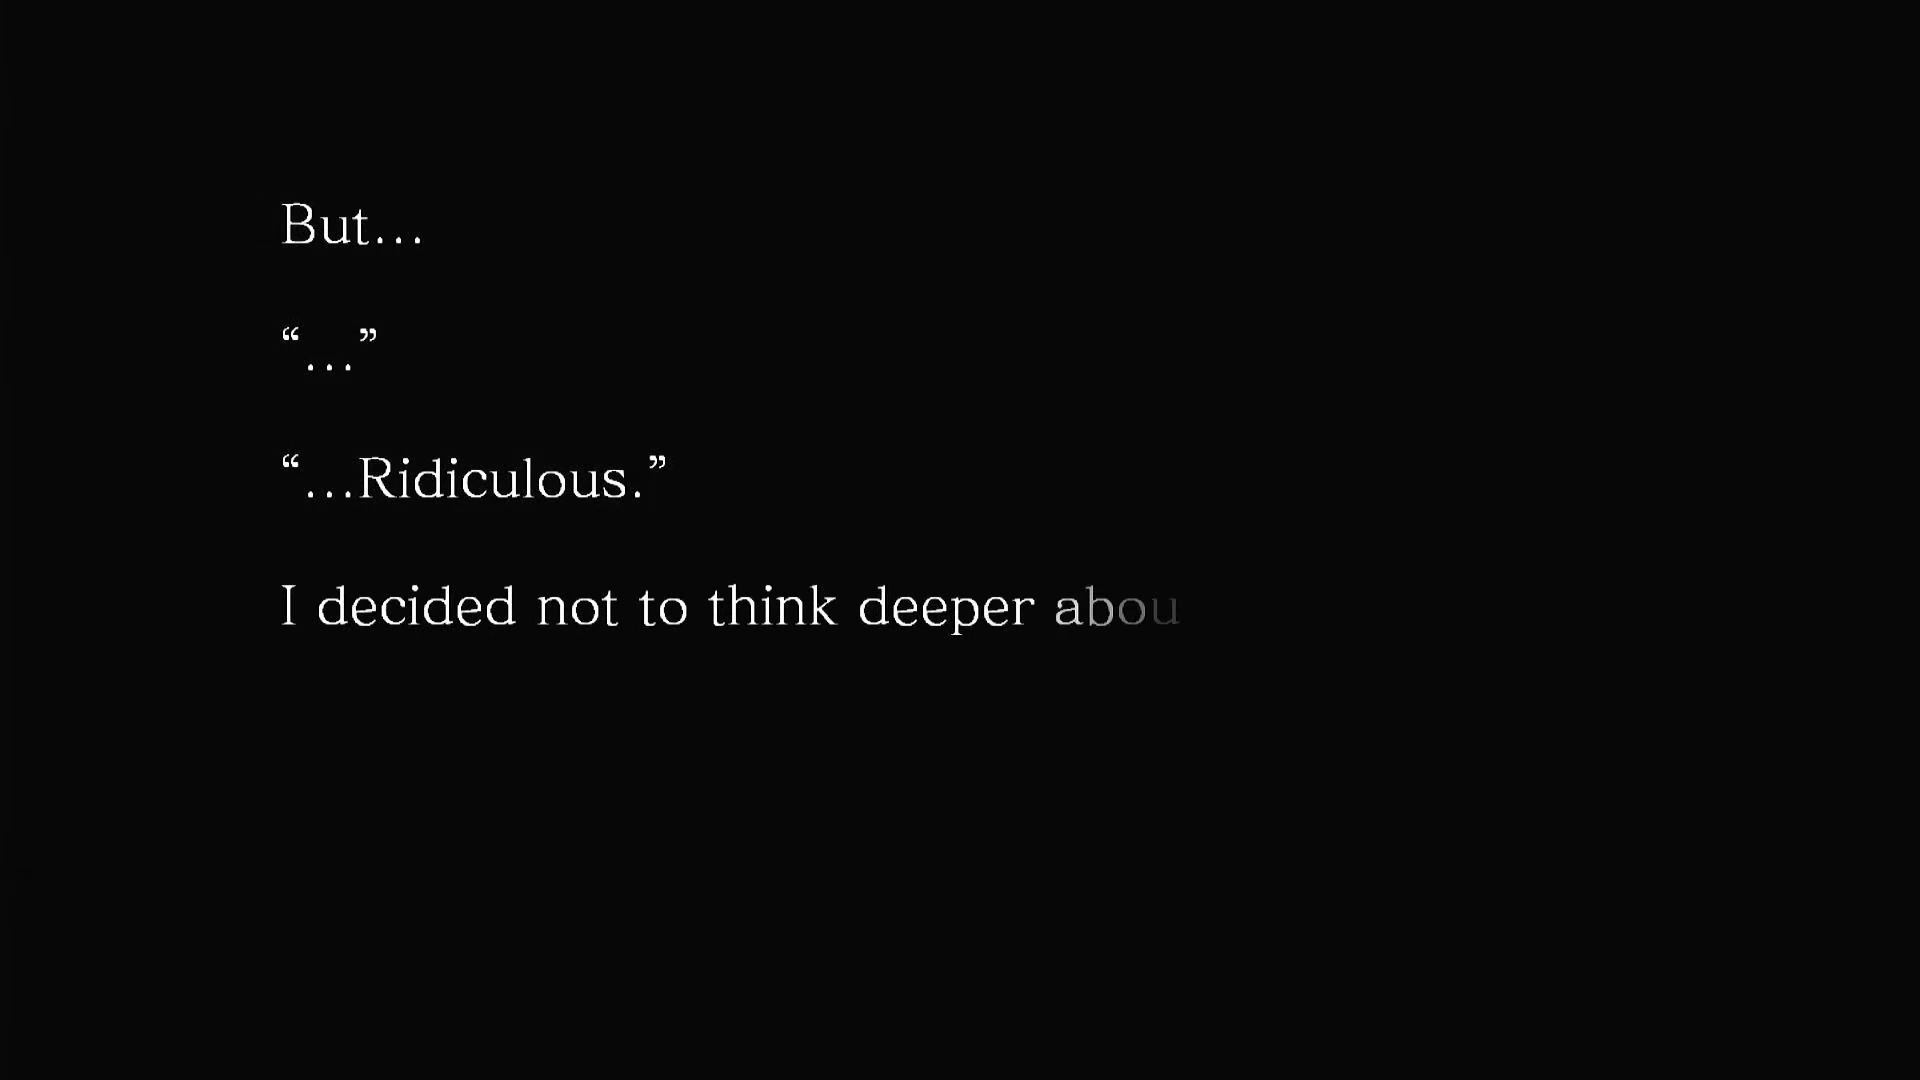 But...
“...”
“...Ridiculous.”
I decided not to think deeper abou